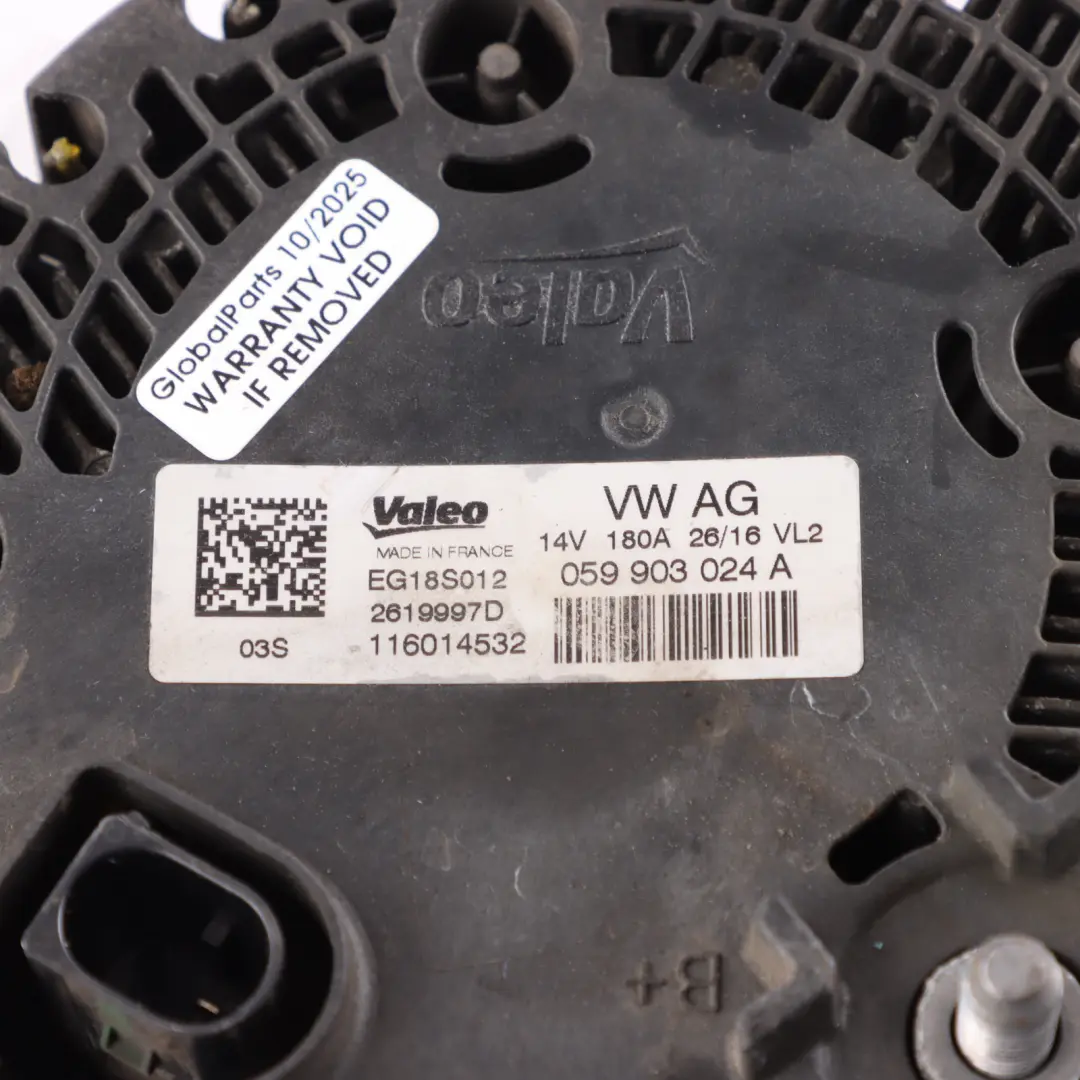 GlobalParts 10/2025
WARRANTY VOID
IF REMOVED
Valeo
Valeo
MADE IN FRANCE
EG18S012
2619997D
116014532
03S
VW AG
14V 180A 26/16 VL2
059 903 024 A
B+